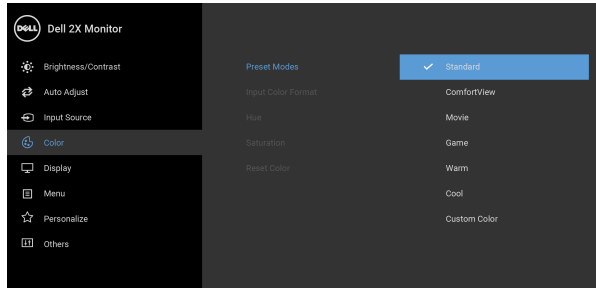 DELL Dell 2X Monitor
Brightness/Contrast Preset Modes Standard
Auto Adjust Input Color Format ComfortView
Input Source Hue Movie
Color Saturation Game
Display Reset Color Warm
Menu Cool
Personalize Custom Color
Others